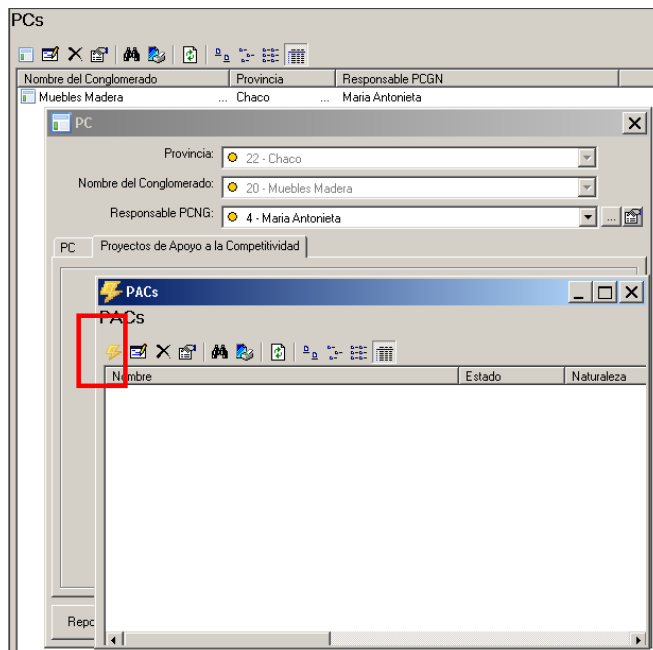 PCs
Nombre del Conglomerado Provincia Responsable PCGN
Muebles Madera ... Chaco ... Maria Antonieta
PC
Provincia: 22 - Chaco
Nombre del Conglomerado: 20 - Muebles Madera
Responsable PCNG: 4 - Maria Antonieta ...
PC Proyectos de Apoyo a la Competitividad
PACs
PACs
Nombre Estado Naturaleza